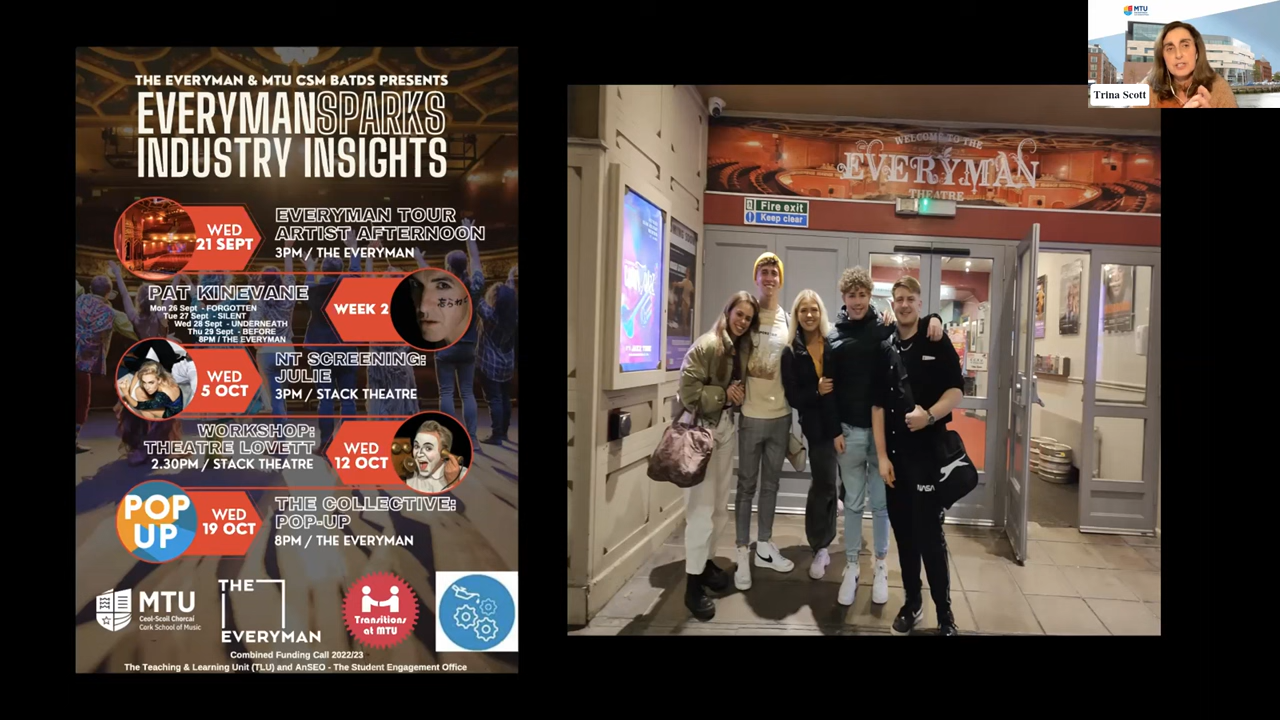 THE EVERYMAN & MTU CSM BATDS PRESENTS
EVERYMANSPARKS
INDUSTRY INSIGHTS
WED
21 SEPT
EVERYMAN TOUR
ARTIST AFTERNOON
3PM / THE EVERYMAN
PAT KINEVANE
Mon 26 Sept - FORGOTTEN
Tue 27 Sept - SILENT
Wed 28 Sept - UNDERNEATH
Thu 29 Sept - BEFORE
8PM / THE EVERYMAN
WEEK 2
WED
5 OCT
NT SCREENING:
JULIE
3PM / STACK THEATRE
WORKSHOP:
THEATRE LOVETT
2.30PM / STACK THEATRE
WED
12 OCT
POP
UP
WED
19 OCT
THE COLLECTIVE:
POP-UP
8PM / THE EVERYMAN
MTU
Ceol-Scoil Chorcaí
Cork School of Music
THE
EVERYMAN
Transitions
at MTU
Combined Funding Call 2022/23
The Teaching & Learning Unit (TLU) and AnSEO - The Student Engagement Office
WELCOME TO THE
EVERYMAN
THEATRE
Fire exit
Keep clear
NASA
MTU
Trina Scott